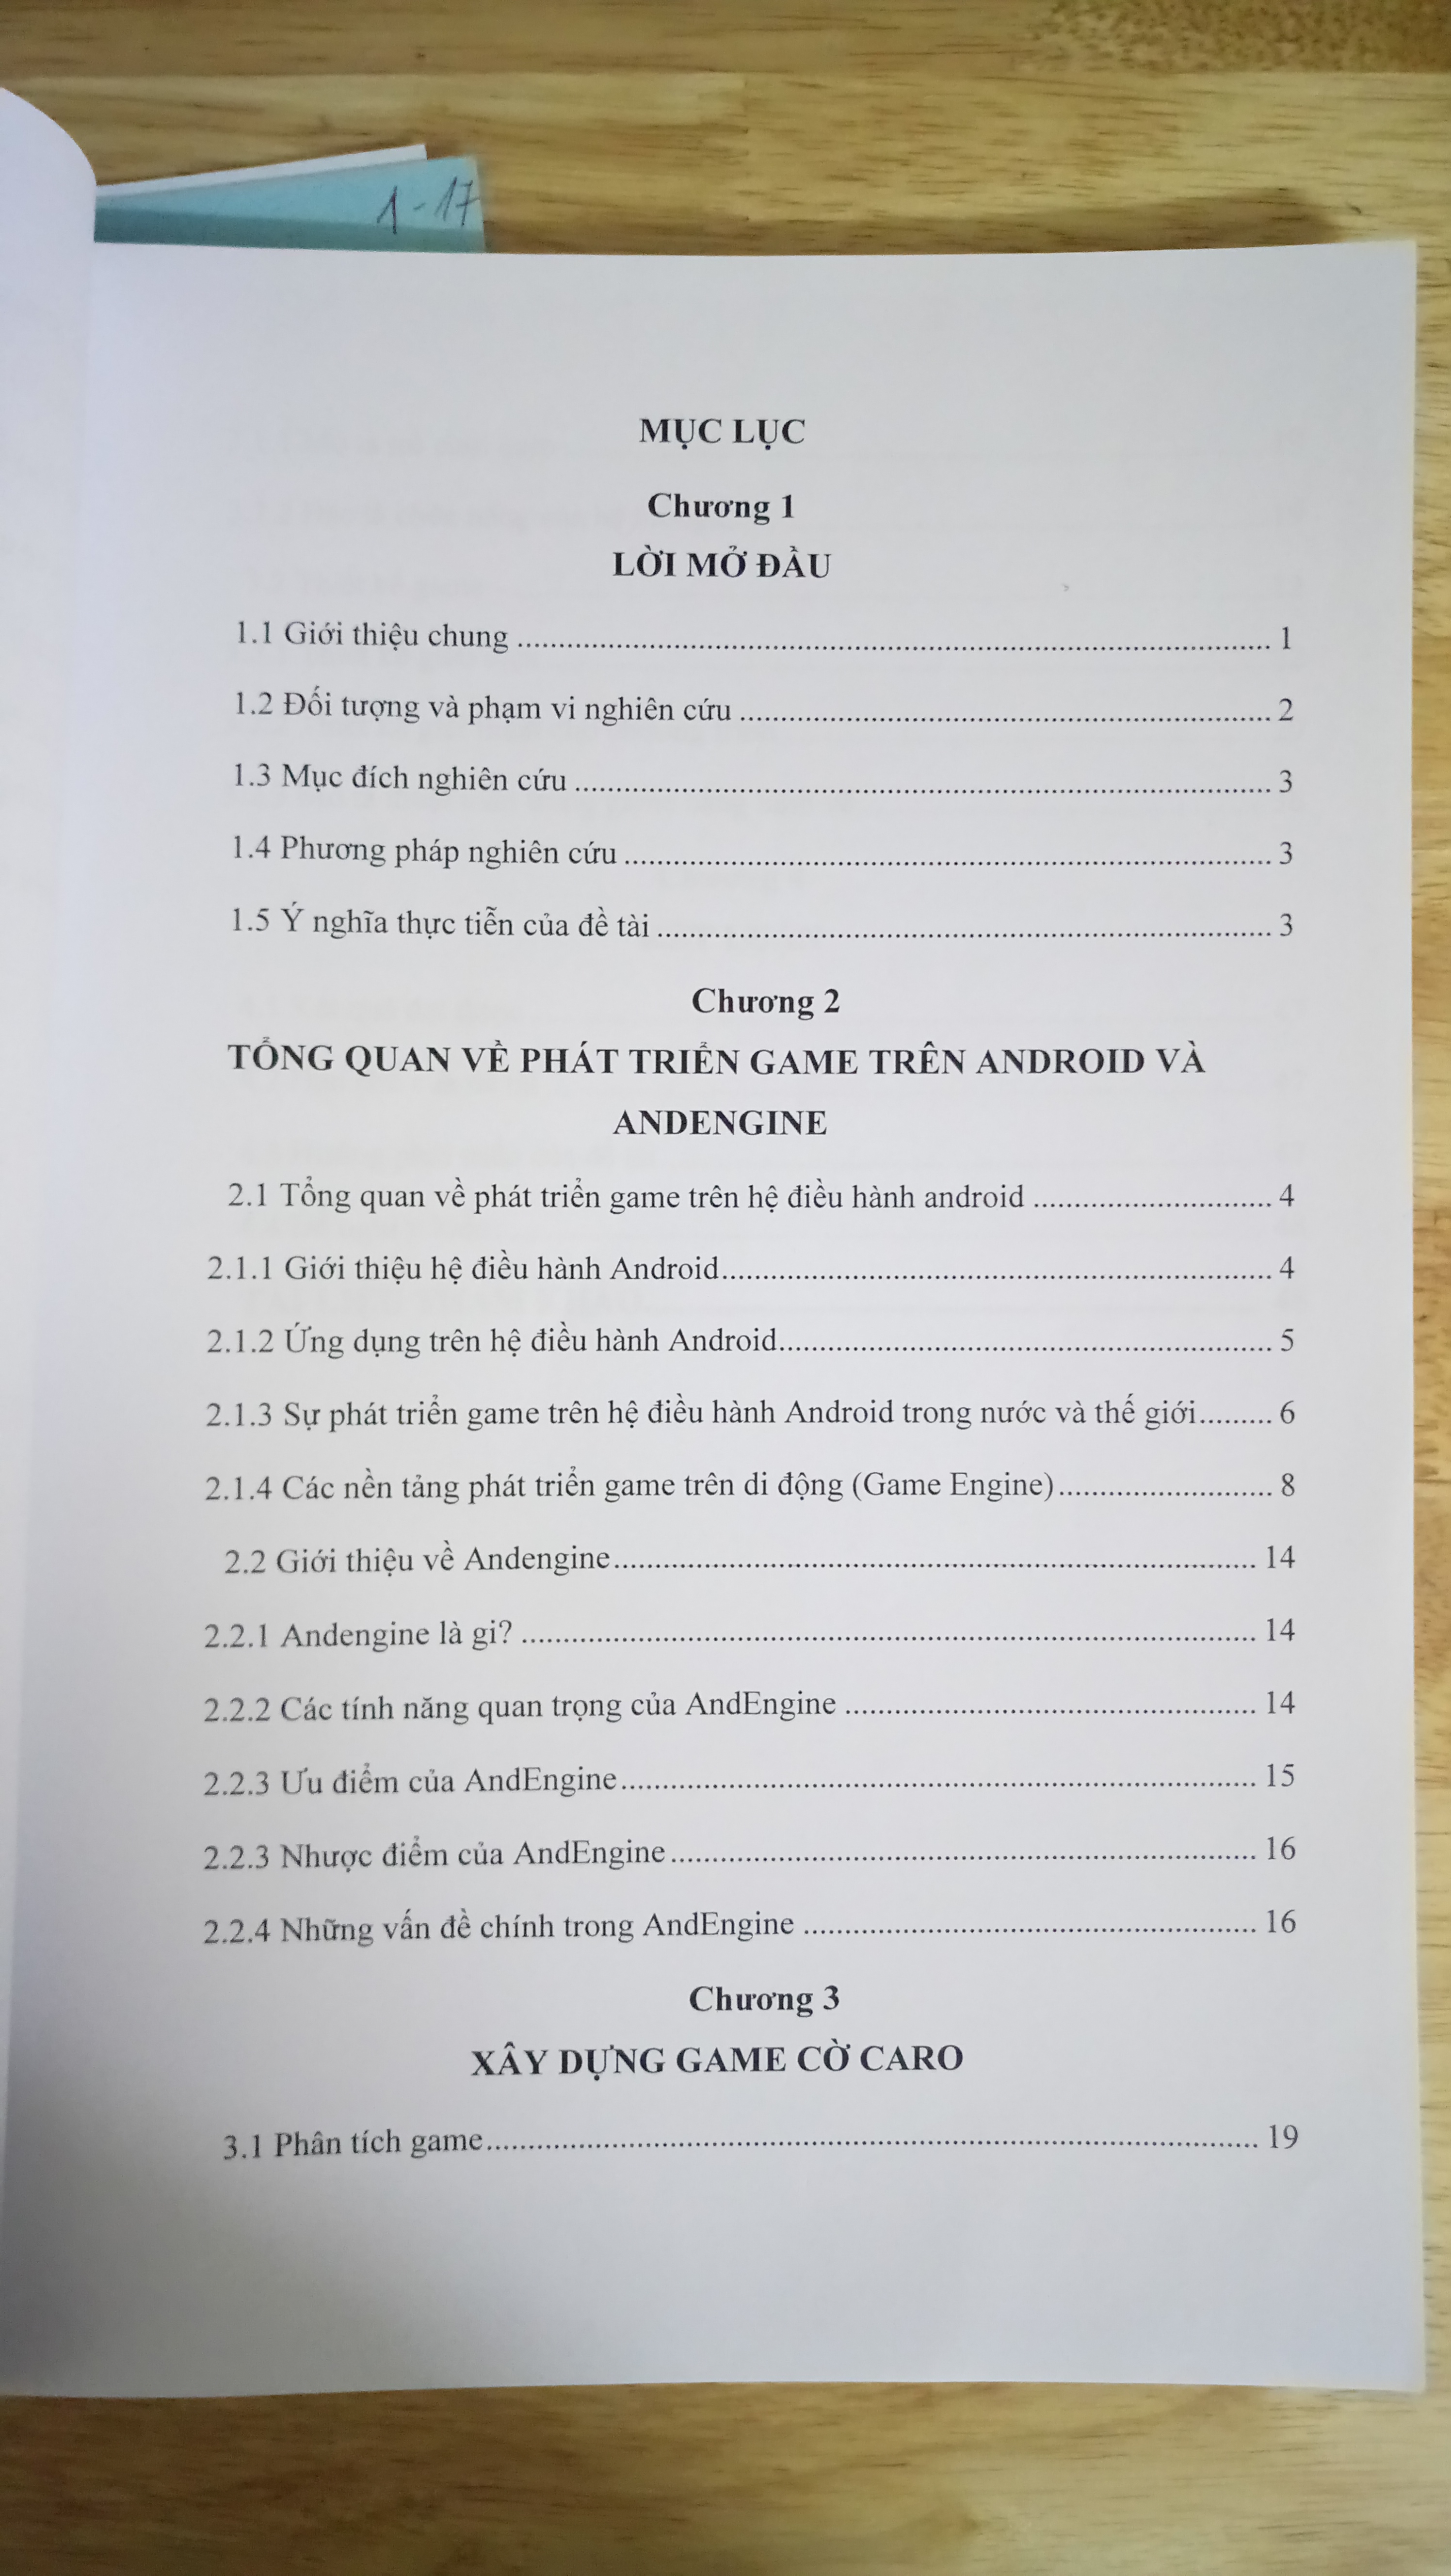 1-17
MỤC LỤC
Chương 1
LỜI MỞ ĐẦU
1.1 Giới thiệu chung ........................................ 1
1.2 Đối tượng và phạm vi nghiên cứu ........................................ 2
1.3 Mục đích nghiên cứu ........................................ 3
1.4 Phương pháp nghiên cứu ........................................ 3
1.5 Ý nghĩa thực tiễn của đề tài ........................................ 3
Chương 2
TỔNG QUAN VỀ PHÁT TRIỂN GAME TRÊN ANDROID VÀ
ANDENGINE
2.1 Tổng quan về phát triển game trên hệ điều hành android ............................. 4
2.1.1 Giới thiệu hệ điều hành Android........................................ 4
2.1.2 Ứng dụng trên hệ điều hành Android........................................ 5
2.1.3 Sự phát triển game trên hệ điều hành Android trong nước và thế giới......... 6
2.1.4 Các nền tảng phát triển game trên di động (Game Engine).......................... 8
2.2 Giới thiệu về Andengine........................................ 14
2.2.1 Andengine là gi? ........................................ 14
2.2.2 Các tính năng quan trọng của AndEngine ........................................ 14
2.2.3 Ưu điểm của AndEngine........................................ 15
2.2.3 Nhược điểm của AndEngine........................................ 16
2.2.4 Những vấn đề chính trong AndEngine ........................................ 16
Chương 3
XÂY DỰNG GAME CỜ CARO
3.1 Phân tích game........................................ 19